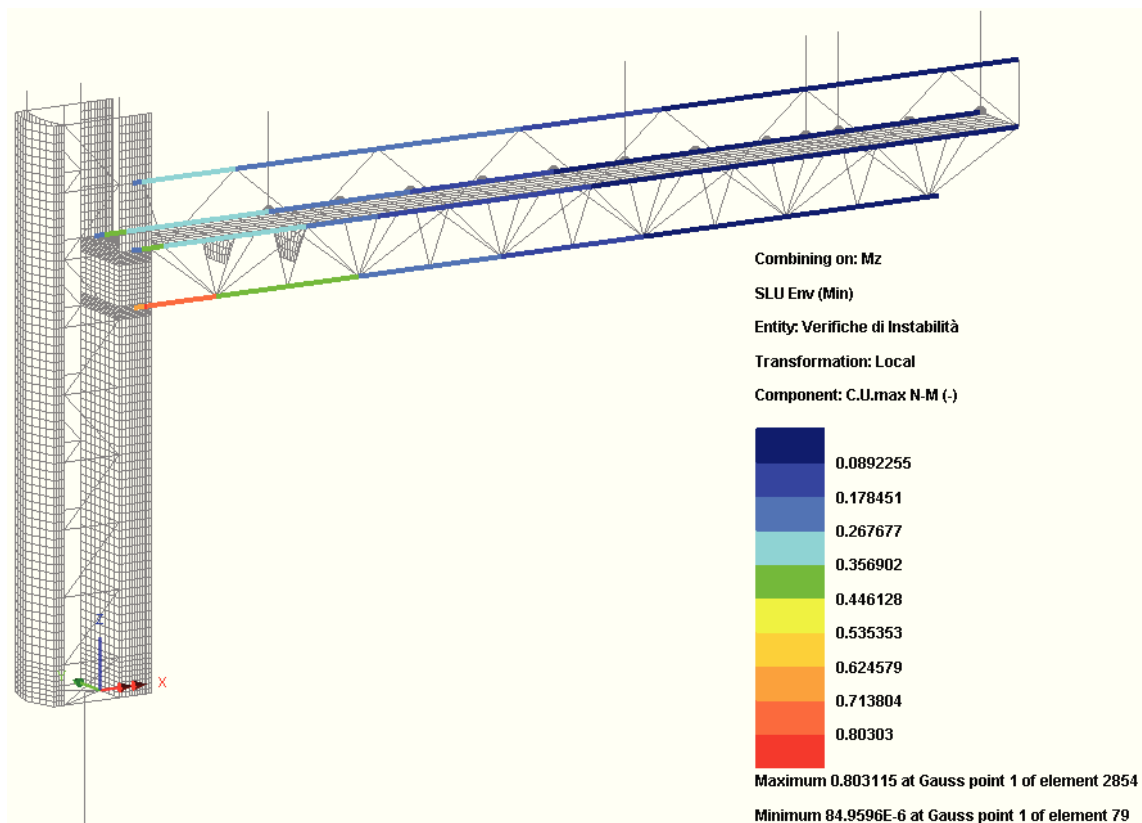 Combining on: Mz
SLU Env (Min)
Entity: Verifiche di Instabilità
Transformation: Local
Component: C.U.max N-M (-)
0.0892255
0.178451
0.267677
0.356902
0.446128
0.535353
0.624579
0.713804
0.80303
Z
X
Maximum 0.803115 at Gauss point 1 of element 2854
Minimum 84.9596E-6 at Gauss point 1 of element 79